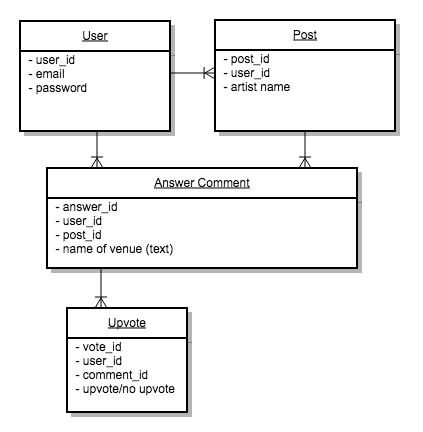 User
- user_id
- email
- password
Post
- post_id
- user_id
- artist name
Answer Comment
- answer_id
- user_id
- post_id
- name of venue (text)
Upvote
- vote_id
- user_id
- comment_id
- upvote/no upvote